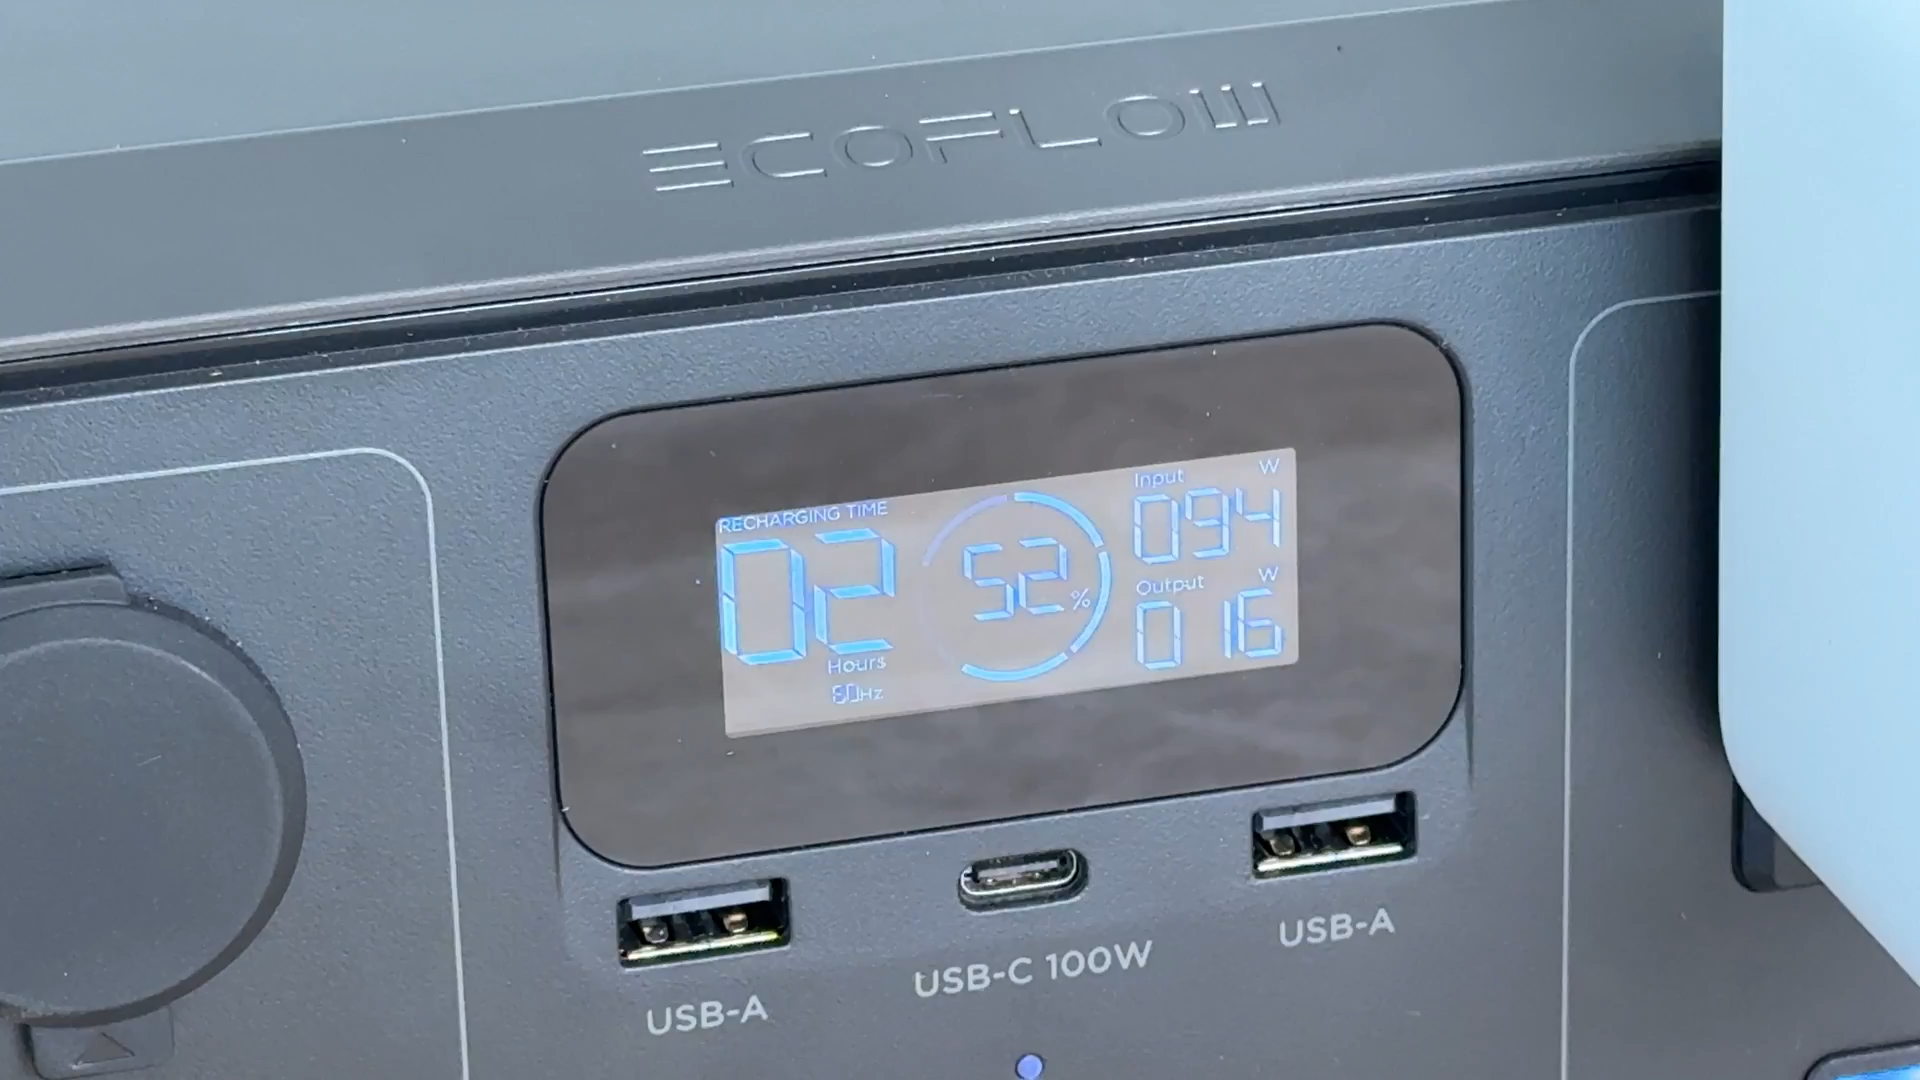 ECOFLOW
RECHARGING TIME
02
Hours
60Hz
52%
Input W
094
Output W
016
USB-A
USB-C 100W
USB-A